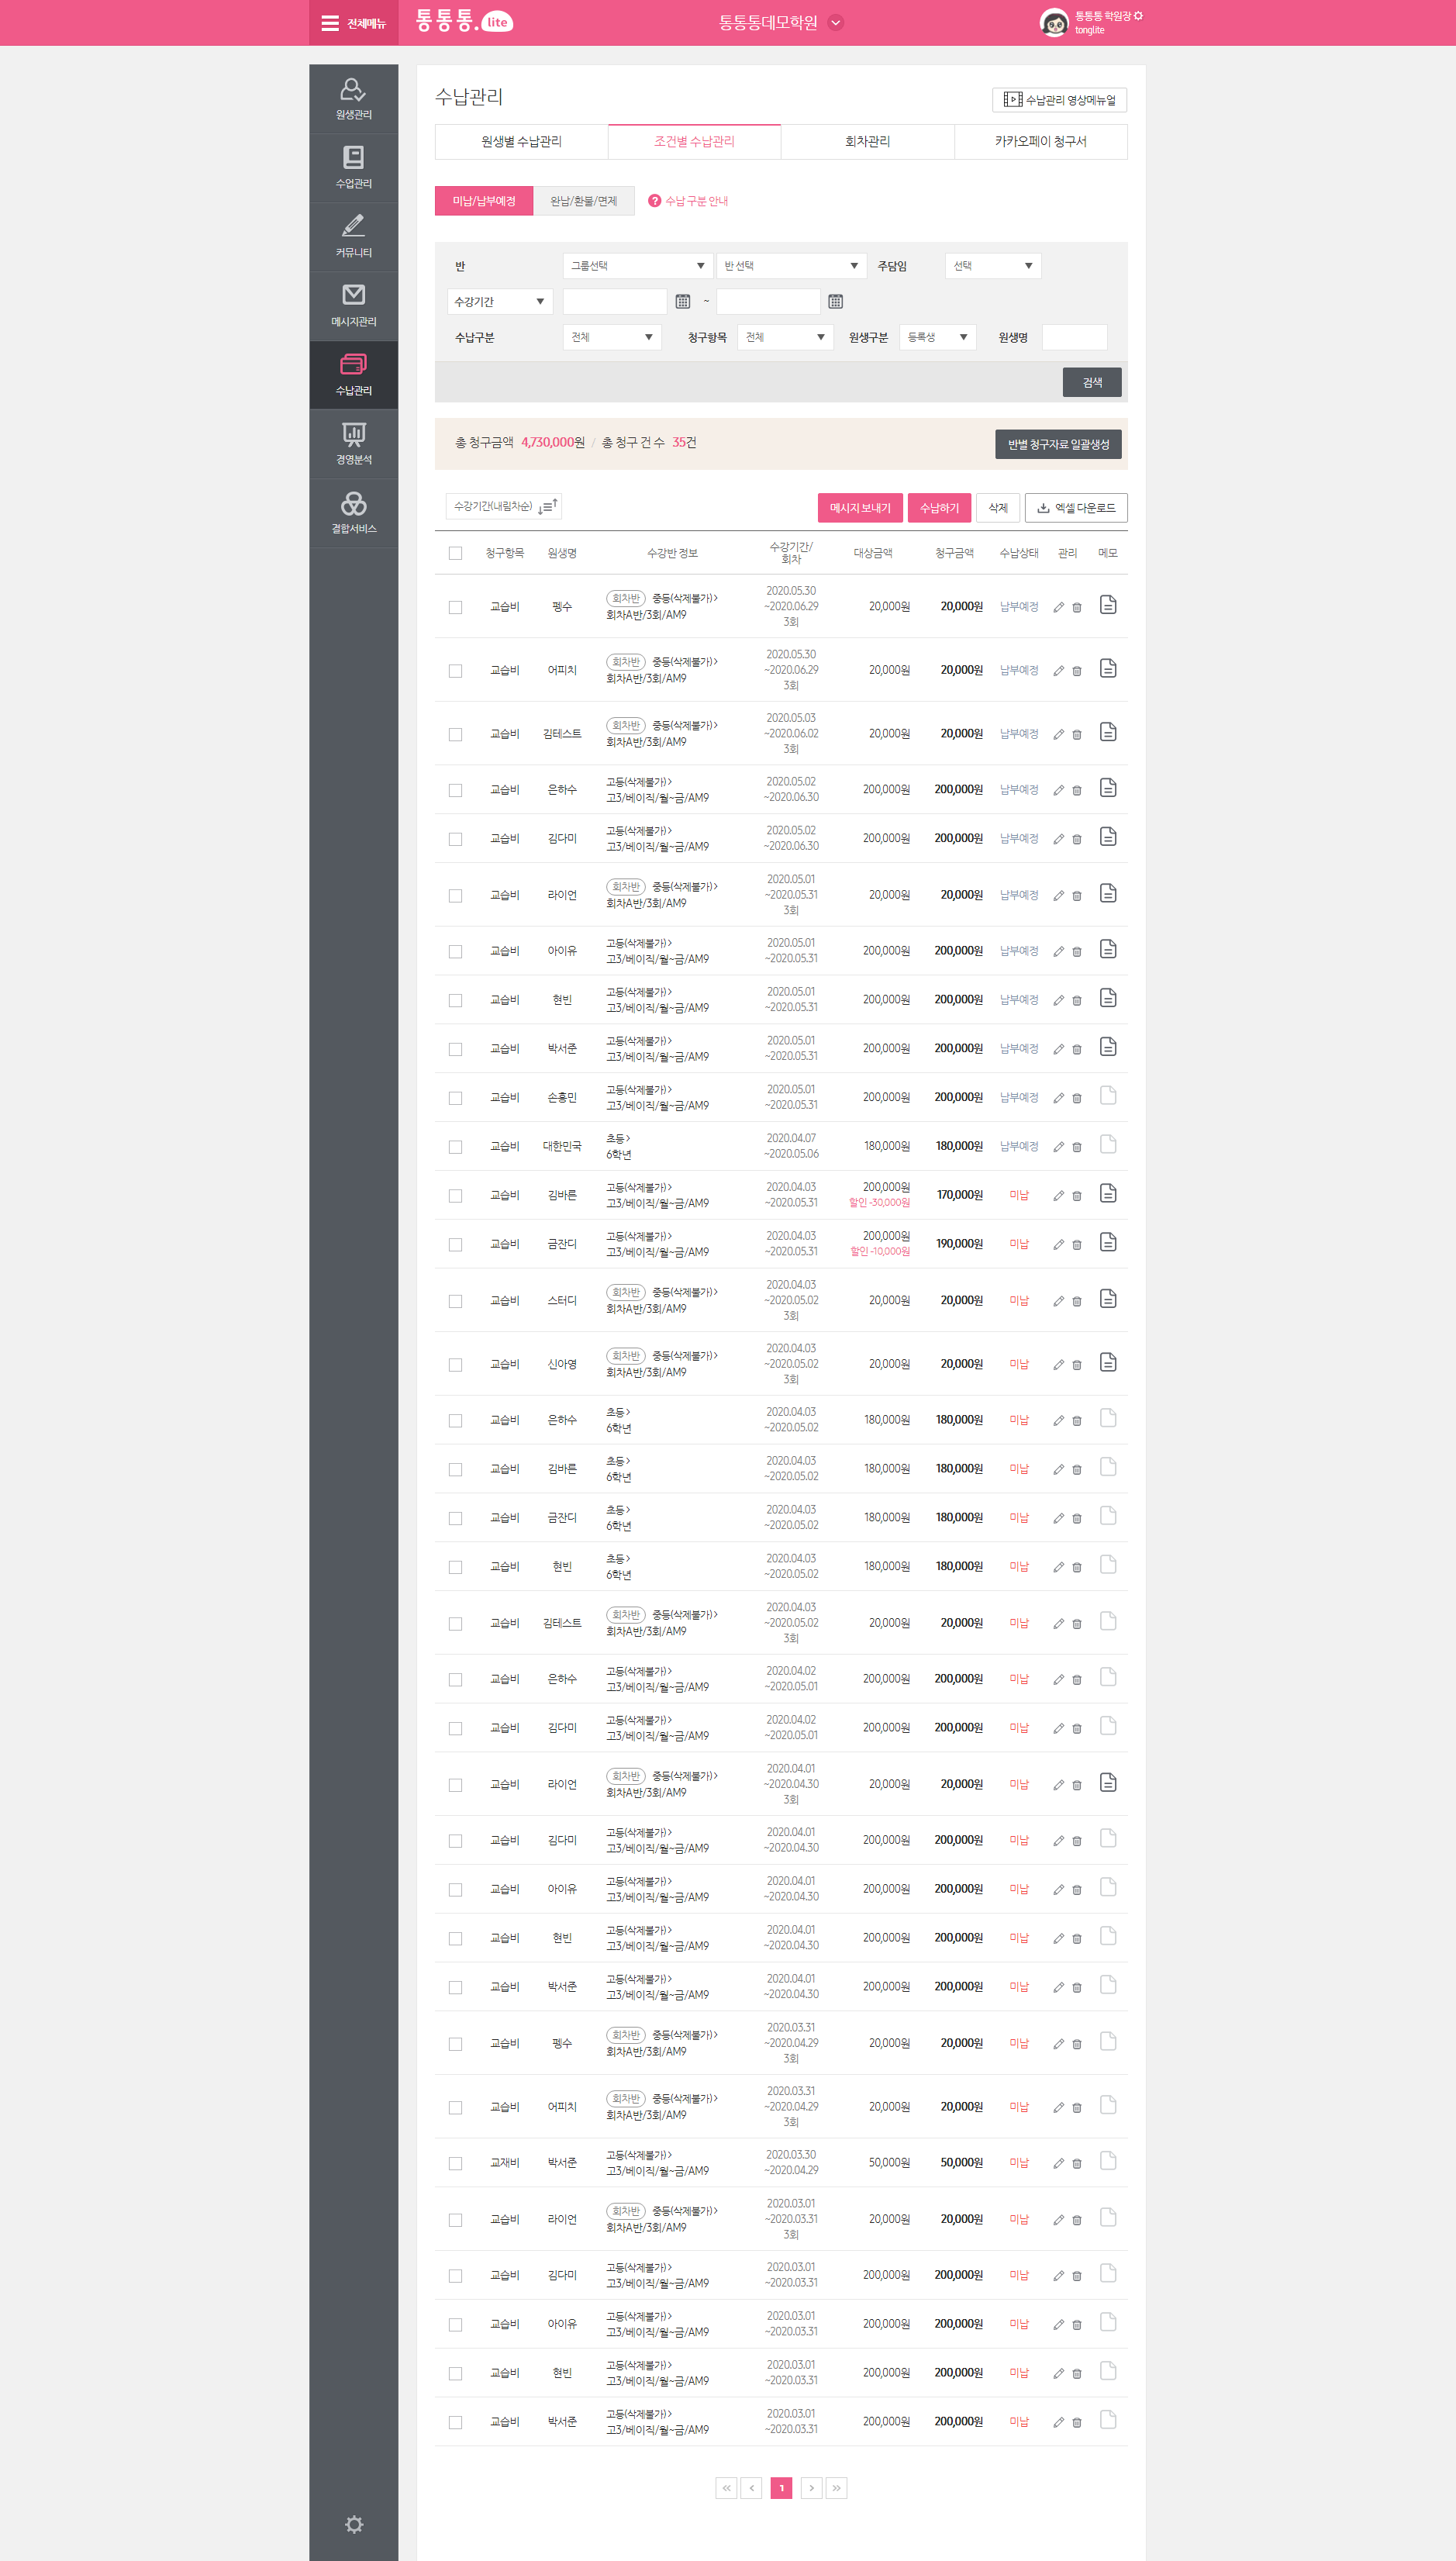 전체메뉴
통통통. lite
통통통데모학원
통통통 학원장
tonglite
원생관리
수업관리
커뮤니티
메시지관리
수납관리
경영분석
결합서비스
수납관리
수납관리 영상메뉴얼
원생별 수납관리 조건별 수납관리 회차관리 카카오페이 청구서
미납/납부예정 완납/환불/면제 ? 수납 구분 안내
반 그룹선택 반 선택 주담임 선택
수강기간 ~
수납구분 전체 청구항목 전체 원생구분 등록생 원생명
검색
총 청구금액 4,730,000원 / 총 청구 건 수 35건 반별 청구자료 일괄생성
수강기간(내림차순) 메시지 보내기 수납하기 삭제 엑셀 다운로드
청구항목 원생명 수강반 정보 수강기간/ 대상금액 청구금액 수납상태 관리 메모
회차
교습비 펭수 회차반 중등(삭제불가)> 회차A반/3회/AM9 2020.05.30 ~2020.06.29 3회 20,000원 20,000원 납부예정
교습비 어피치 회차반 중등(삭제불가)> 회차A반/3회/AM9 2020.05.30 ~2020.06.29 3회 20,000원 20,000원 납부예정
교습비 김테스트 회차반 중등(삭제불가)> 회차A반/3회/AM9 2020.05.03 ~2020.06.02 3회 20,000원 20,000원 납부예정
교습비 은하수 고등(삭제불가)> 고3/베이직/월~금/AM9 2020.05.02 ~2020.06.30 200,000원 200,000원 납부예정
교습비 김다미 고등(삭제불가)> 고3/베이직/월~금/AM9 2020.05.02 ~2020.06.30 200,000원 200,000원 납부예정
교습비 라이언 회차반 중등(삭제불가)> 회차A반/3회/AM9 2020.05.01 ~2020.05.31 3회 20,000원 20,000원 납부예정
교습비 아이유 고등(삭제불가)> 고3/베이직/월~금/AM9 2020.05.01 ~2020.05.31 200,000원 200,000원 납부예정
교습비 현빈 고등(삭제불가)> 고3/베이직/월~금/AM9 2020.05.01 ~2020.05.31 200,000원 200,000원 납부예정
교습비 박서준 고등(삭제불가)> 고3/베이직/월~금/AM9 2020.05.01 ~2020.05.31 200,000원 200,000원 납부예정
교습비 손흥민 고등(삭제불가)> 고3/베이직/월~금/AM9 2020.05.01 ~2020.05.31 200,000원 200,000원 납부예정
교습비 대한민국 초등> 6학년 2020.04.07 ~2020.05.06 180,000원 180,000원 납부예정
교습비 김바른 고등(삭제불가)> 고3/베이직/월~금/AM9 2020.04.03 ~2020.05.31 200,000원 할인 -30,000원 170,000원 미납
교습비 금잔디 고등(삭제불가)> 고3/베이직/월~금/AM9 2020.04.03 ~2020.05.31 200,000원 할인 -10,000원 190,000원 미납
교습비 스터디 회차반 중등(삭제불가)> 회차A반/3회/AM9 2020.04.03 ~2020.05.02 3회 20,000원 20,000원 미납
교습비 신아영 회차반 중등(삭제불가)> 회차A반/3회/AM9 2020.04.03 ~2020.05.02 3회 20,000원 20,000원 미납
교습비 은하수 초등> 6학년 2020.04.03 ~2020.05.02 180,000원 180,000원 미납
교습비 김바른 초등> 6학년 2020.04.03 ~2020.05.02 180,000원 180,000원 미납
교습비 금잔디 초등> 6학년 2020.04.03 ~2020.05.02 180,000원 180,000원 미납
교습비 현빈 초등> 6학년 2020.04.03 ~2020.05.02 180,000원 180,000원 미납
교습비 김테스트 회차반 중등(삭제불가)> 회차A반/3회/AM9 2020.04.03 ~2020.05.02 3회 20,000원 20,000원 미납
교습비 은하수 고등(삭제불가)> 고3/베이직/월~금/AM9 2020.04.02 ~2020.05.01 200,000원 200,000원 미납
교습비 김다미 고등(삭제불가)> 고3/베이직/월~금/AM9 2020.04.02 ~2020.05.01 200,000원 200,000원 미납
교습비 라이언 회차반 중등(삭제불가)> 회차A반/3회/AM9 2020.04.01 ~2020.04.30 3회 20,000원 20,000원 미납
교습비 김다미 고등(삭제불가)> 고3/베이직/월~금/AM9 2020.04.01 ~2020.04.30 200,000원 200,000원 미납
교습비 아이유 고등(삭제불가)> 고3/베이직/월~금/AM9 2020.04.01 ~2020.04.30 200,000원 200,000원 미납
교습비 현빈 고등(삭제불가)> 고3/베이직/월~금/AM9 2020.04.01 ~2020.04.30 200,000원 200,000원 미납
교습비 박서준 고등(삭제불가)> 고3/베이직/월~금/AM9 2020.04.01 ~2020.04.30 200,000원 200,000원 미납
교습비 펭수 회차반 중등(삭제불가)> 회차A반/3회/AM9 2020.03.31 ~2020.04.29 3회 20,000원 20,000원 미납
교습비 어피치 회차반 중등(삭제불가)> 회차A반/3회/AM9 2020.03.31 ~2020.04.29 3회 20,000원 20,000원 미납
교재비 박서준 고등(삭제불가)> 고3/베이직/월~금/AM9 2020.03.30 ~2020.04.29 50,000원 50,000원 미납
교습비 라이언 회차반 중등(삭제불가)> 회차A반/3회/AM9 2020.03.01 ~2020.03.31 3회 20,000원 20,000원 미납
교습비 김다미 고등(삭제불가)> 고3/베이직/월~금/AM9 2020.03.01 ~2020.03.31 200,000원 200,000원 미납
교습비 아이유 고등(삭제불가)> 고3/베이직/월~금/AM9 2020.03.01 ~2020.03.31 200,000원 200,000원 미납
교습비 현빈 고등(삭제불가)> 고3/베이직/월~금/AM9 2020.03.01 ~2020.03.31 200,000원 200,000원 미납
교습비 박서준 고등(삭제불가)> 고3/베이직/월~금/AM9 2020.03.01 ~2020.03.31 200,000원 200,000원 미납
« ‹ 1 › »